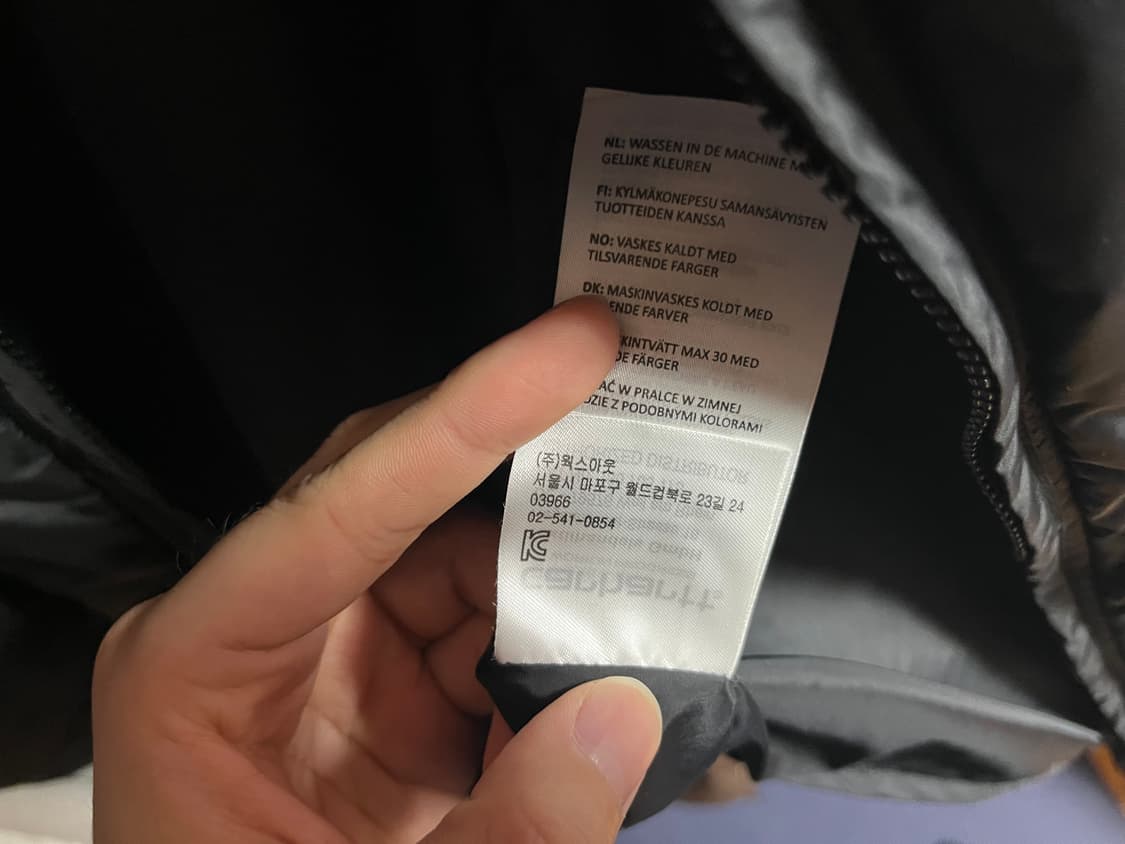 NL: WASSEN IN DE MACHINE
GELIJKE KLEUREN
FI: KYLMÄKONEPESU SAMANSÄVYISTEN
TUOTTEIDEN KANSSA
NO: VASKES KALDT MED
TILSVARENDE FARGER
DK: MASKINVASKES KOLDT MED
ENDE FARVER
KINTVÄTT MAX 30 MED
DE FÄRGER
AĆ W PRALCE W ZIMNEJ
DZIE Z PODOBNYMI KOLORAMI
(주)웍스아웃
서울시 마포구 월드컵북로 23길 24
03966
02-541-0854